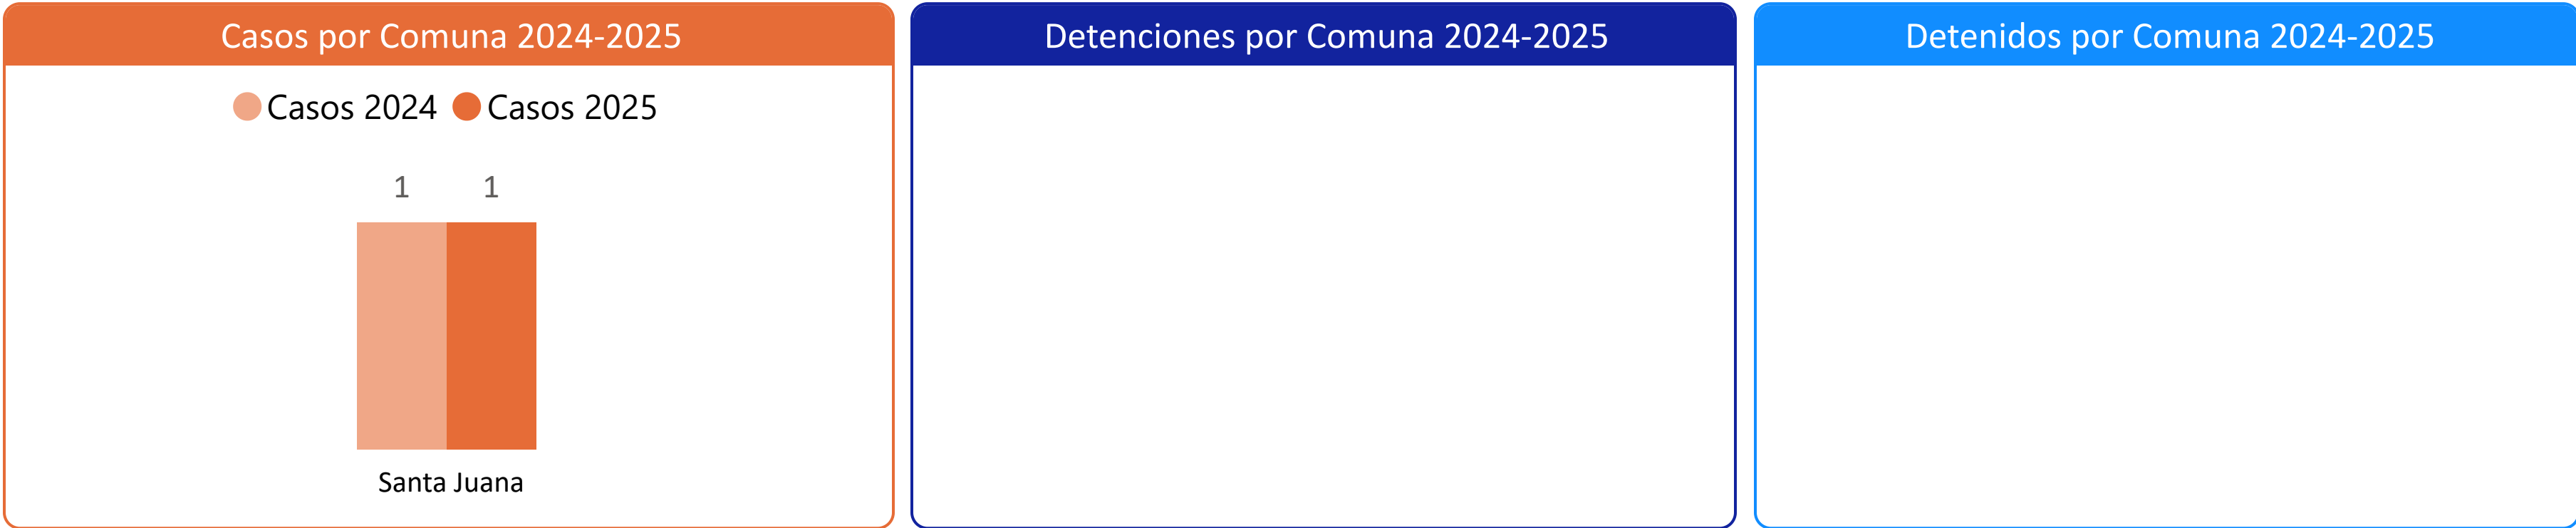 Casos por Comuna 2024-2025
Casos 2024 Casos 2025
1 1
Santa Juana
Detenciones por Comuna 2024-2025
Detenidos por Comuna 2024-2025